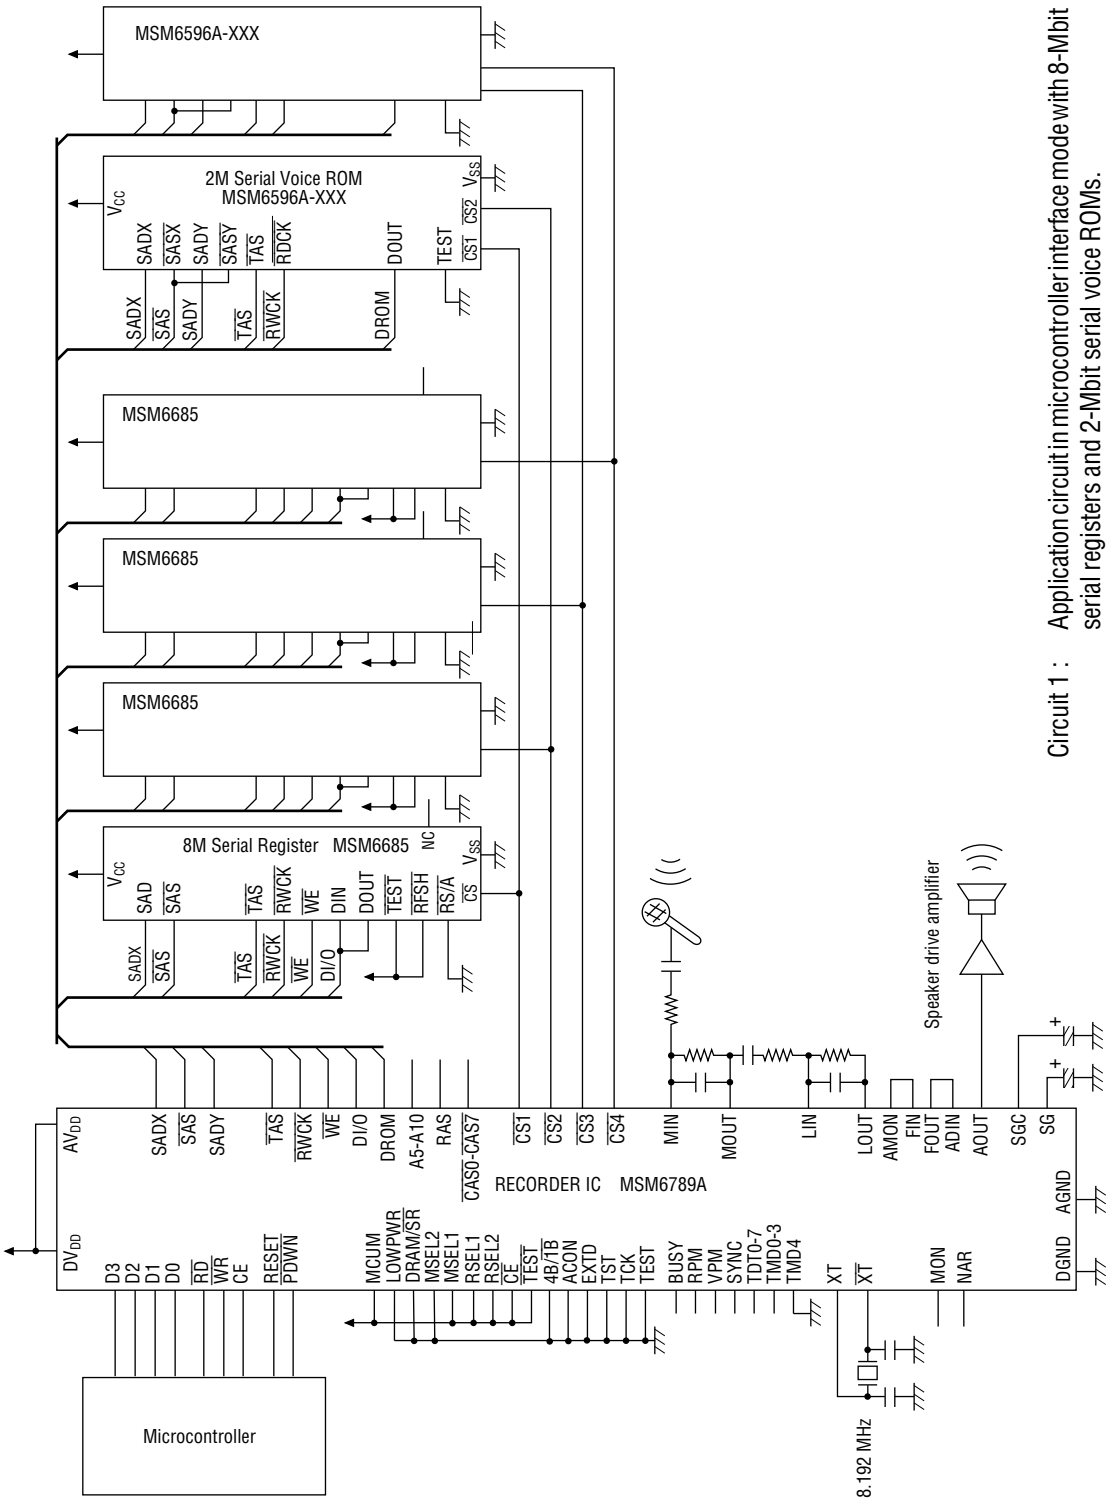 MSM6596A-XXX
2M Serial Voice ROM
MSM6596A-XXX
VCC
SADX
SASX
SADY
SASY
TAS
RDCK
DOUT
TEST
CS1
CS2
VSS
SADX
SAS
SADY
TAS
RWCK
DROM
MSM6685
MSM6685
MSM6685
8M Serial Register MSM6685
NC
VCC
SAD
SAS
TAS
RWCK
WE
DIN
DOUT
TEST
RFSH
RS/A
CS
VSS
SADX
SAS
TAS
RWCK
WE
DI/O
Speaker drive amplifier
+
+
AVDD
SADX
SAS
SADY
TAS
RWCK
WE
DI/O
DROM
A5-A10
RAS
CAS0-CAS7
CS1
CS2
CS3
CS4
MIN
MOUT
LIN
LOUT
AMON
FIN
FOUT
ADIN
AOUT
SGC
SG
RECORDER IC MSM6789A
DVDD
D3
D2
D1
D0
RD
WR
CE
RESET
PDWN
MCUM
LOWPWR
DRAM/SR
MSEL2
MSEL1
RSEL1
RSEL2
CE
TEST
4B/1B
ACON
EXTD
TST
TCK
TEST
BUSY
RPM
VPM
SYNC
TDT0-7
TMD0-3
TMD4
XT
XT
MON
NAR
DGND
AGND
Microcontroller
8.192 MHz
Circuit 1 : Application circuit in microcontroller interface mode with 8-Mbit
serial registers and 2-Mbit serial voice ROMs.